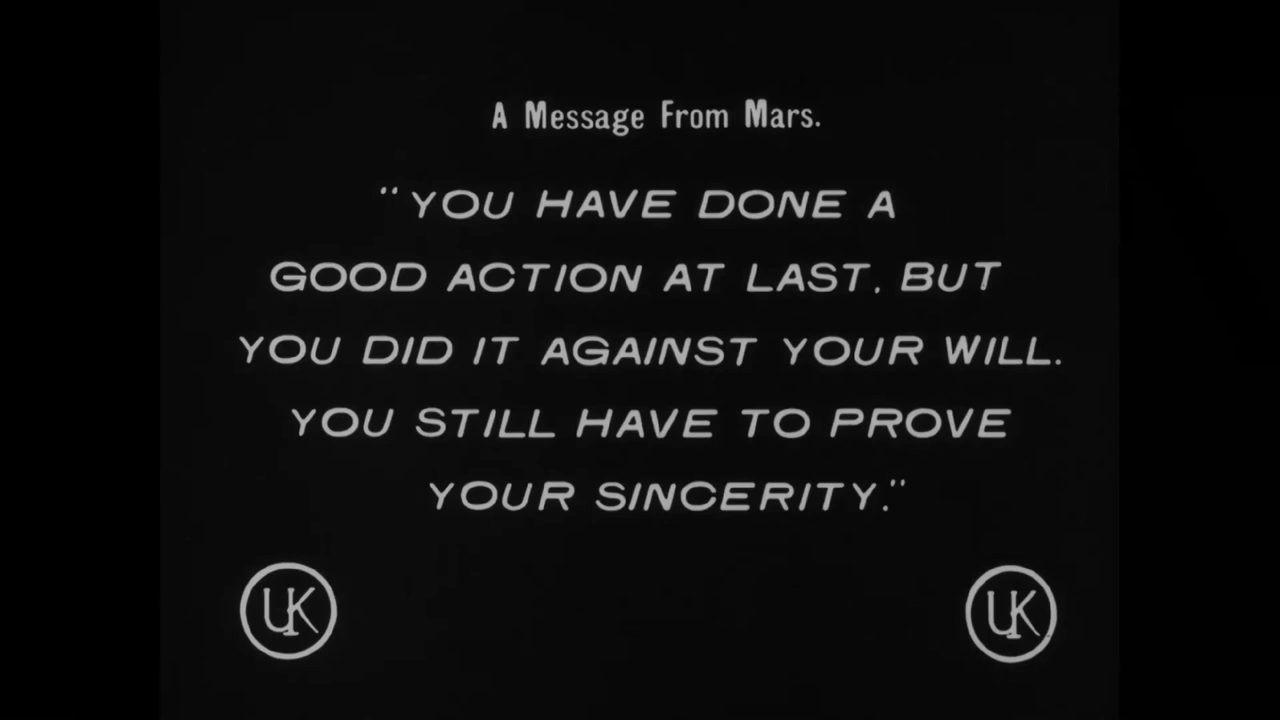 A Message From Mars.
"YOU HAVE DONE A
GOOD ACTION AT LAST, BUT
YOU DID IT AGAINST YOUR WILL.
YOU STILL HAVE TO PROVE
YOUR SINCERITY."
UK UK